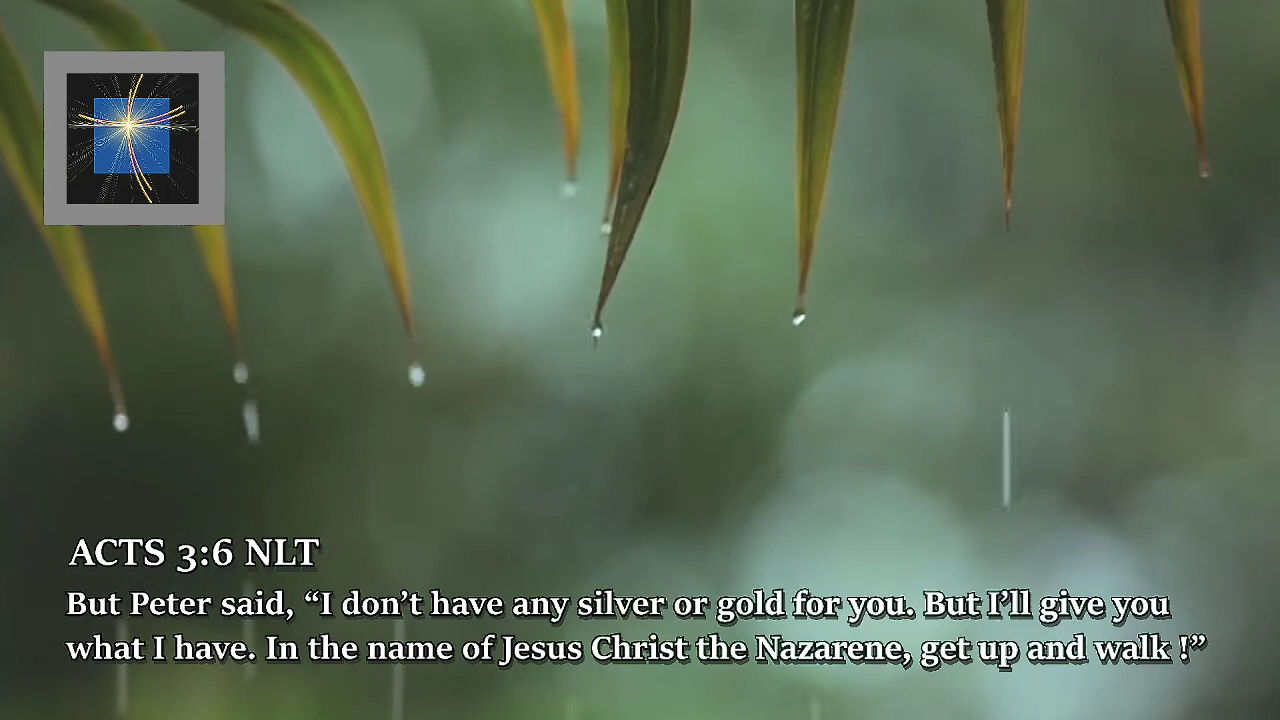 ACTS 3:6 NLT
But Peter said, “I don’t have any silver or gold for you. But I’ll give you
what I have. In the name of Jesus Christ the Nazarene, get up and walk !”